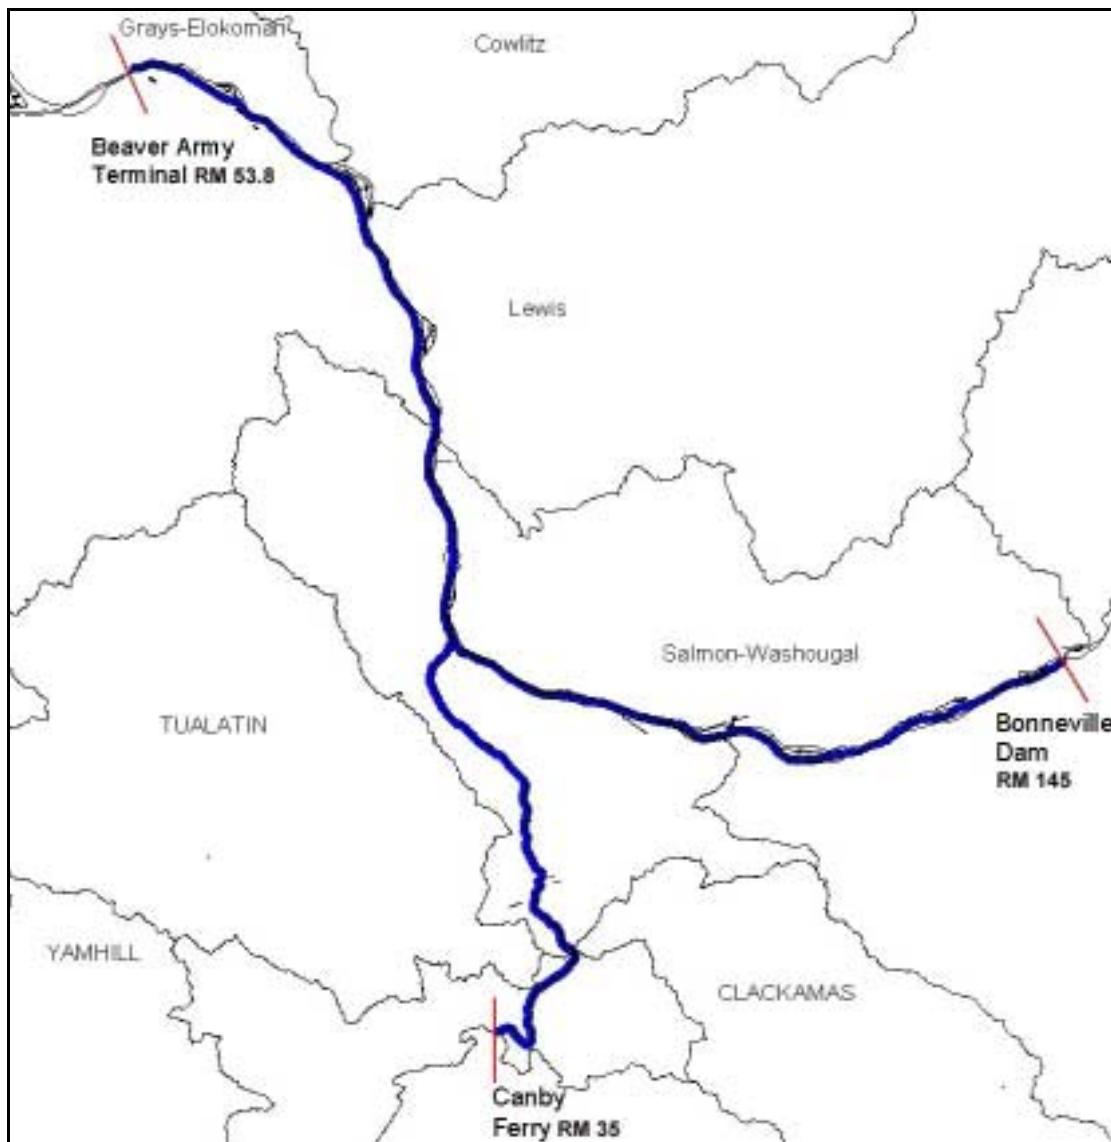 Grays-Elokoman
Cowlitz
Beaver Army
Terminal RM 53.8
Lewis
Salmon-Washougal
TUALATIN
Bonneville
Dam
RM 145
YAMHILL
CLACKAMAS
Canby
Ferry RM 35